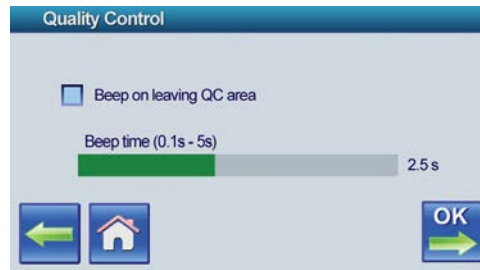 Quality Control
Beep on leaving QC area
Beep time (0.1s - 5s)
2.5 s
OK